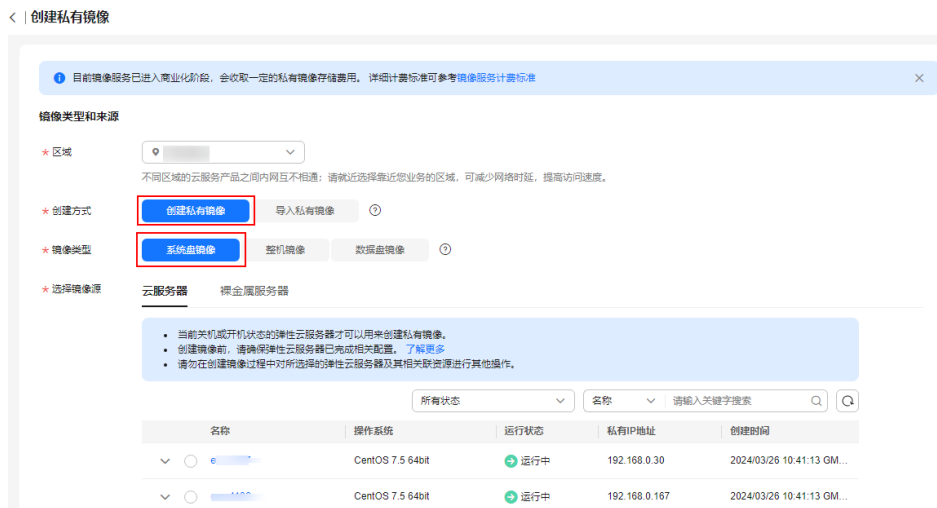 创建私有镜像
目前镜像服务已进入商业化阶段，会收取一定的私有镜像存储费用。 详细计费标准可参考镜像服务计费标准
镜像类型和来源
* 区域
不同区域的云服务产品之间内网互不相通；请就近选择靠近您业务的区域，可减少网络时延，提高访问速度。
* 创建方式 创建私有镜像 导入私有镜像
* 镜像类型 系统盘镜像 整机镜像 数据盘镜像
* 选择镜像源 云服务器 裸金属服务器
• 当前关机或开机状态的弹性云服务器才可以用来创建私有镜像。
• 创建镜像前，请确保弹性云服务器已完成相关配置。 了解更多
• 请勿在创建镜像过程中对所选择的弹性云服务器及其相关联资源进行其他操作。
所有状态 名称 请输入关键字搜索
名称 操作系统 运行状态 私有IP地址 创建时间
CentOS 7.5 64bit 运行中 192.168.0.30 2024/03/26 10:41:13 GM...
CentOS 7.5 64bit 运行中 192.168.0.167 2024/03/26 10:41:13 GM...